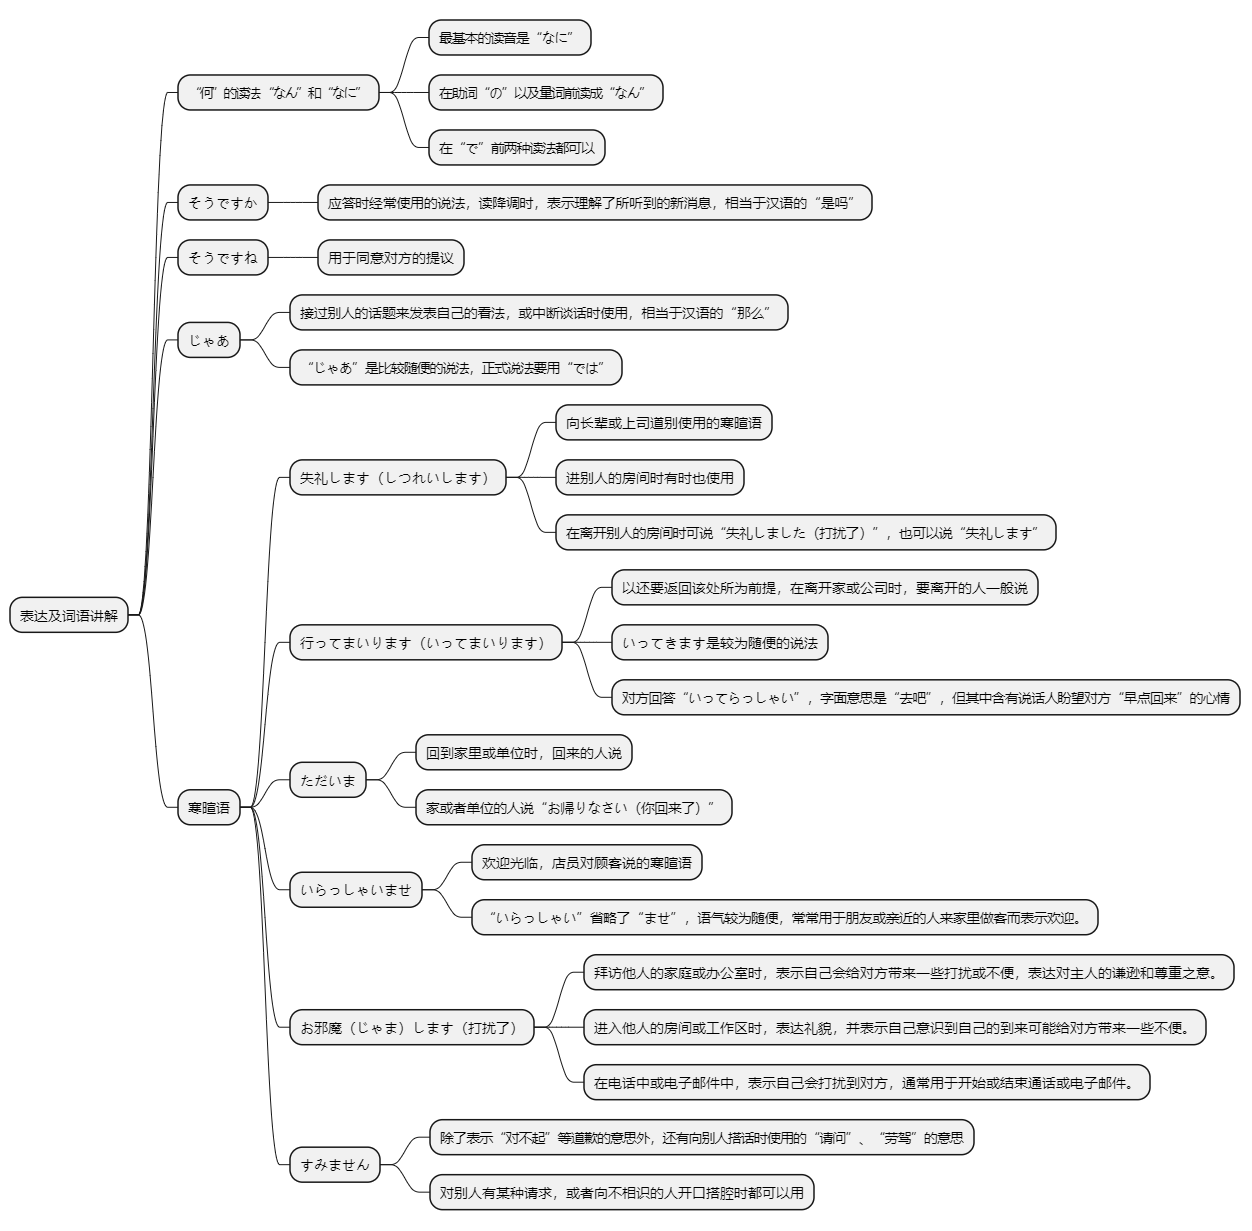 表达及词语讲解
“何”的读法“なん”和“なに”
最基本的读音是“なに”
在助词“の”以及量词前读成“なん”
在“で”前两种读法都可以
そうですか
应答时经常使用的说法，读降调时，表示理解了所听到的新消息，相当于汉语的“是吗”
そうですね
用于同意对方的提议
じゃあ
接过别人的话题来发表自己的看法，或中断谈话时使用，相当于汉语的“那么”
“じゃあ”是比较随便的说法，正式说法要用“では”
寒暄语
失礼します（しつれいします）
向长辈或上司道别使用的寒暄语
进别人的房间时有时也使用
在离开别人的房间时可说“失礼しました（打扰了）”，也可以说“失礼します”
行ってまいります（いってまいります）
以还要返回该处所为前提，在离开家或公司时，要离开的人一般说
いってきます是较为随便的说法
对方回答“いってらっしゃい”，字面意思是“去吧”，但其中含有说话人盼望对方“早点回来”的心情
ただいま
回到家里或单位时，回来的人说
家或者单位的人说“お帰りなさい（你回来了）”
いらっしゃいませ
欢迎光临，店员对顾客说的寒暄语
“いらっしゃい”省略了“ませ”，语气较为随便，常常用于朋友或亲近的人来家里做客而表示欢迎。
お邪魔（じゃま）します（打扰了）
拜访他人的家庭或办公室时，表示自己会给对方带来一些打扰或不便，表达对主人的谦逊和尊重之意。
进入他人的房间或工作区时，表达礼貌，并表示自己意识到自己的到来可能给对方带来一些不便。
在电话中或电子邮件中，表示自己会打扰到对方，通常用于开始或结束通话或电子邮件。
すみません
除了表示“对不起”等道歉的意思外，还有向别人搭话时使用的“请问”、“劳驾”的意思
对别人有某种请求，或者向不相识的人开口搭腔时都可以用